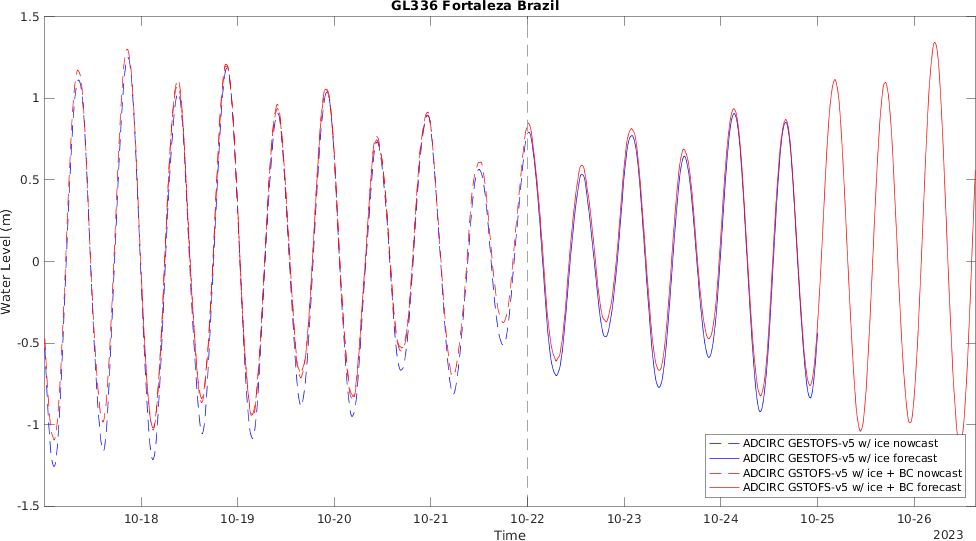 GL336 Fortaleza Brazil
1.5
1
0.5
0
-0.5
-1
-1.5
Water Level (m)
ADCIRC GESTOFS-v5 w/ ice nowcast
ADCIRC GESTOFS-v5 w/ ice forecast
ADCIRC GSTOFS-v5 w/ ice + BC nowcast
ADCIRC GSTOFS-v5 w/ ice + BC forecast
10-18 10-19 10-20 10-21 10-22 10-23 10-24 10-25 10-26
Time
2023